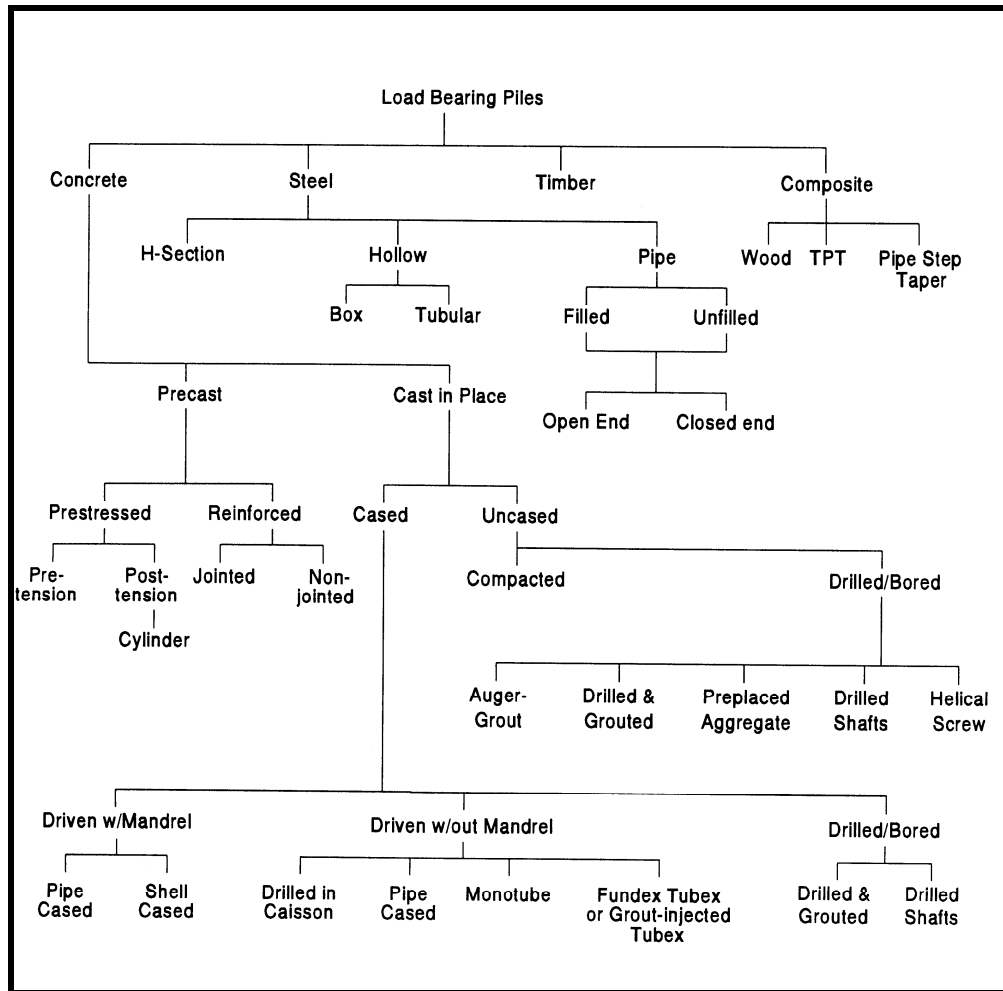 Load Bearing Piles
Concrete
Steel
Timber
Composite
H-Section
Hollow
Pipe
Wood
TPT
Pipe Step
Taper
Box
Tubular
Filled
Unfilled
Precast
Cast in Place
Open End
Closed end
Prestressed
Reinforced
Cased
Uncased
Pre-
tension
Post-
tension
Jointed
Non-
jointed
Compacted
Drilled/Bored
Cylinder
Auger-
Grout
Drilled &
Grouted
Preplaced
Aggregate
Drilled
Shafts
Helical
Screw
Driven w/Mandrel
Driven w/out Mandrel
Drilled/Bored
Pipe
Cased
Shell
Cased
Drilled in
Caisson
Pipe
Cased
Monotube
Fundex Tubex
or Grout-injected
Tubex
Drilled &
Grouted
Drilled
Shafts